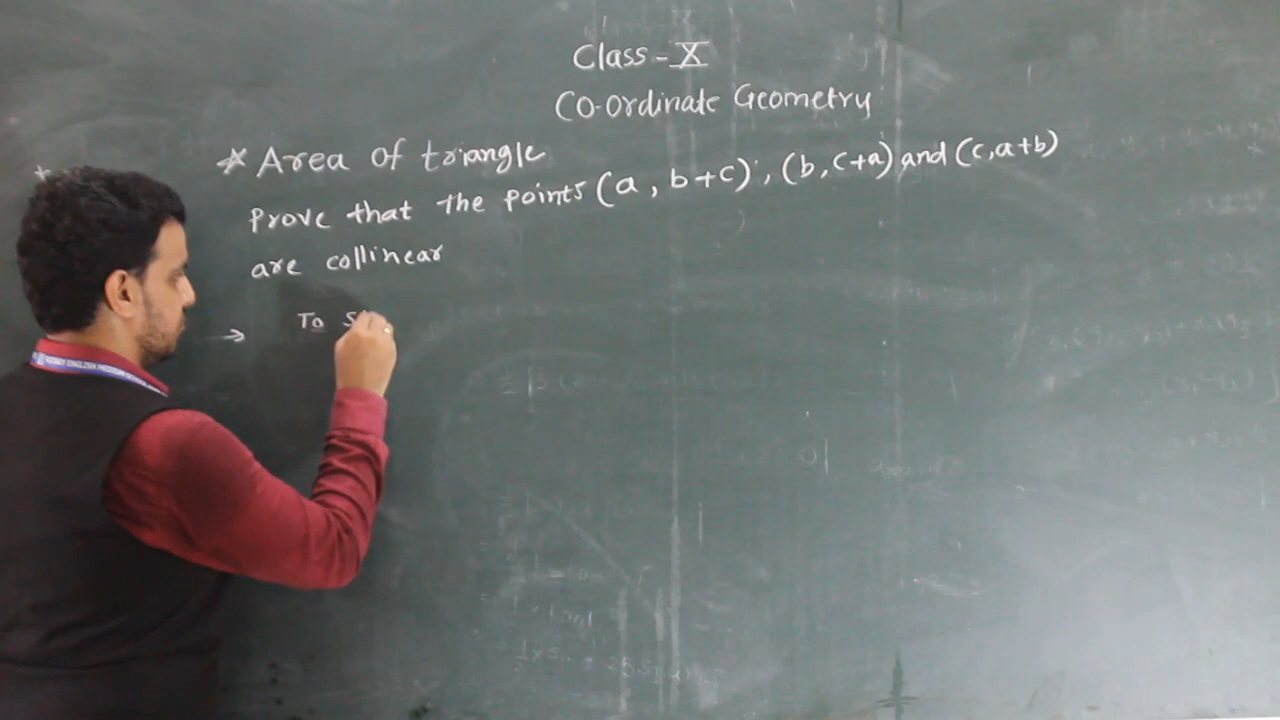 Class - X
CO-Ordinate Geometry
* Area of triangle
Prove that the points (a, b+c), (b, c+a) and (c, a+b)
are collinear
→ To S